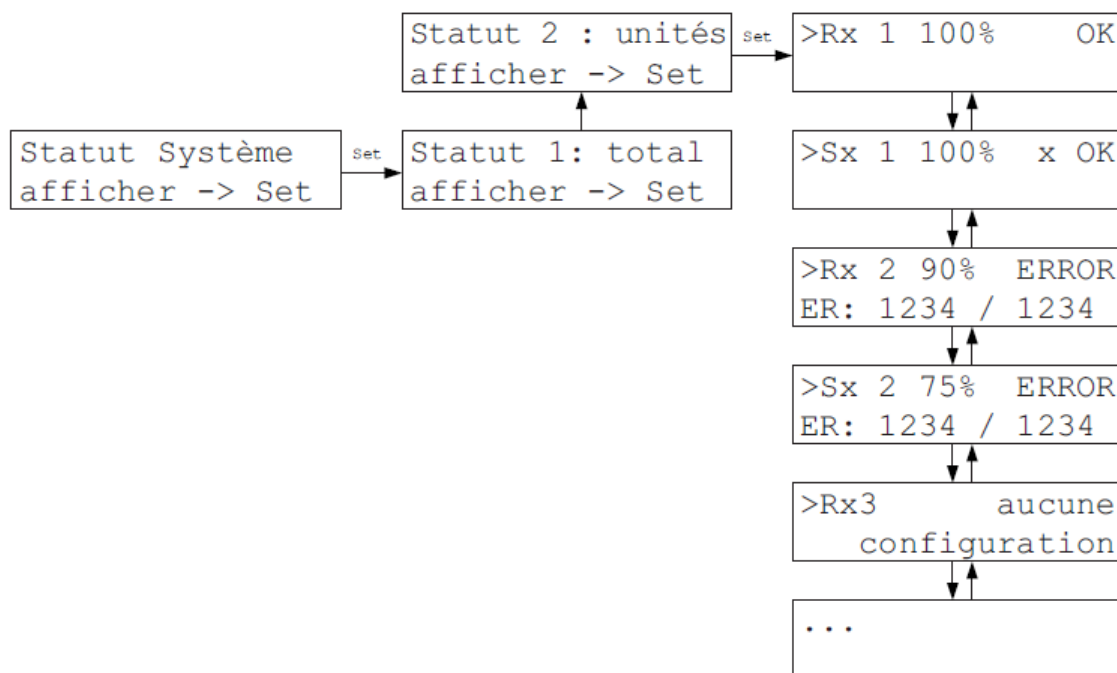 Statut 2 : unités
afficher -> Set
Set
>Rx 1 100% OK
Statut Système
afficher -> Set
Set
Statut 1: total
afficher -> Set
>Sx 1 100% x OK
>Rx 2 90% ERROR
ER: 1234 / 1234
>Sx 2 75% ERROR
ER: 1234 / 1234
>Rx3 aucune
configuration
...